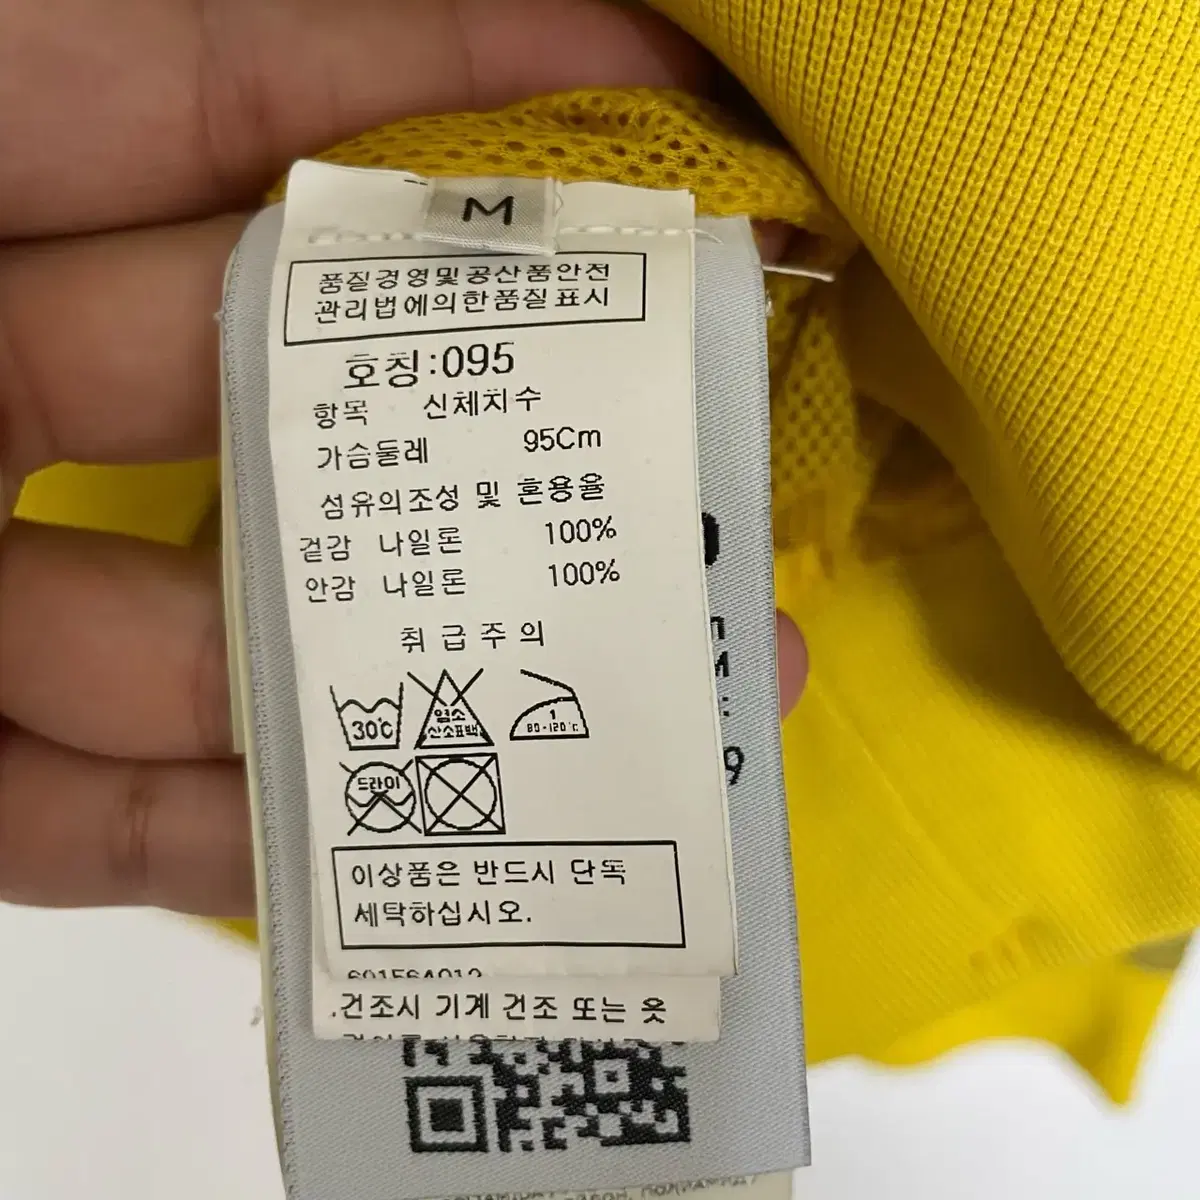 M
품질경영및공산품안전
관리법에의한품질표시
호칭:095
항목 신체치수
가슴둘레 95Cm
섬유의조성 및 혼용율
겉감 나일론 100%
안감 나일론 100%
취급주의
30℃
염소
산소표백
1
80-120℃
드라이
이상품은 반드시 단독
세탁하십시오.
.건조시 기계 건조 또는 옷
9